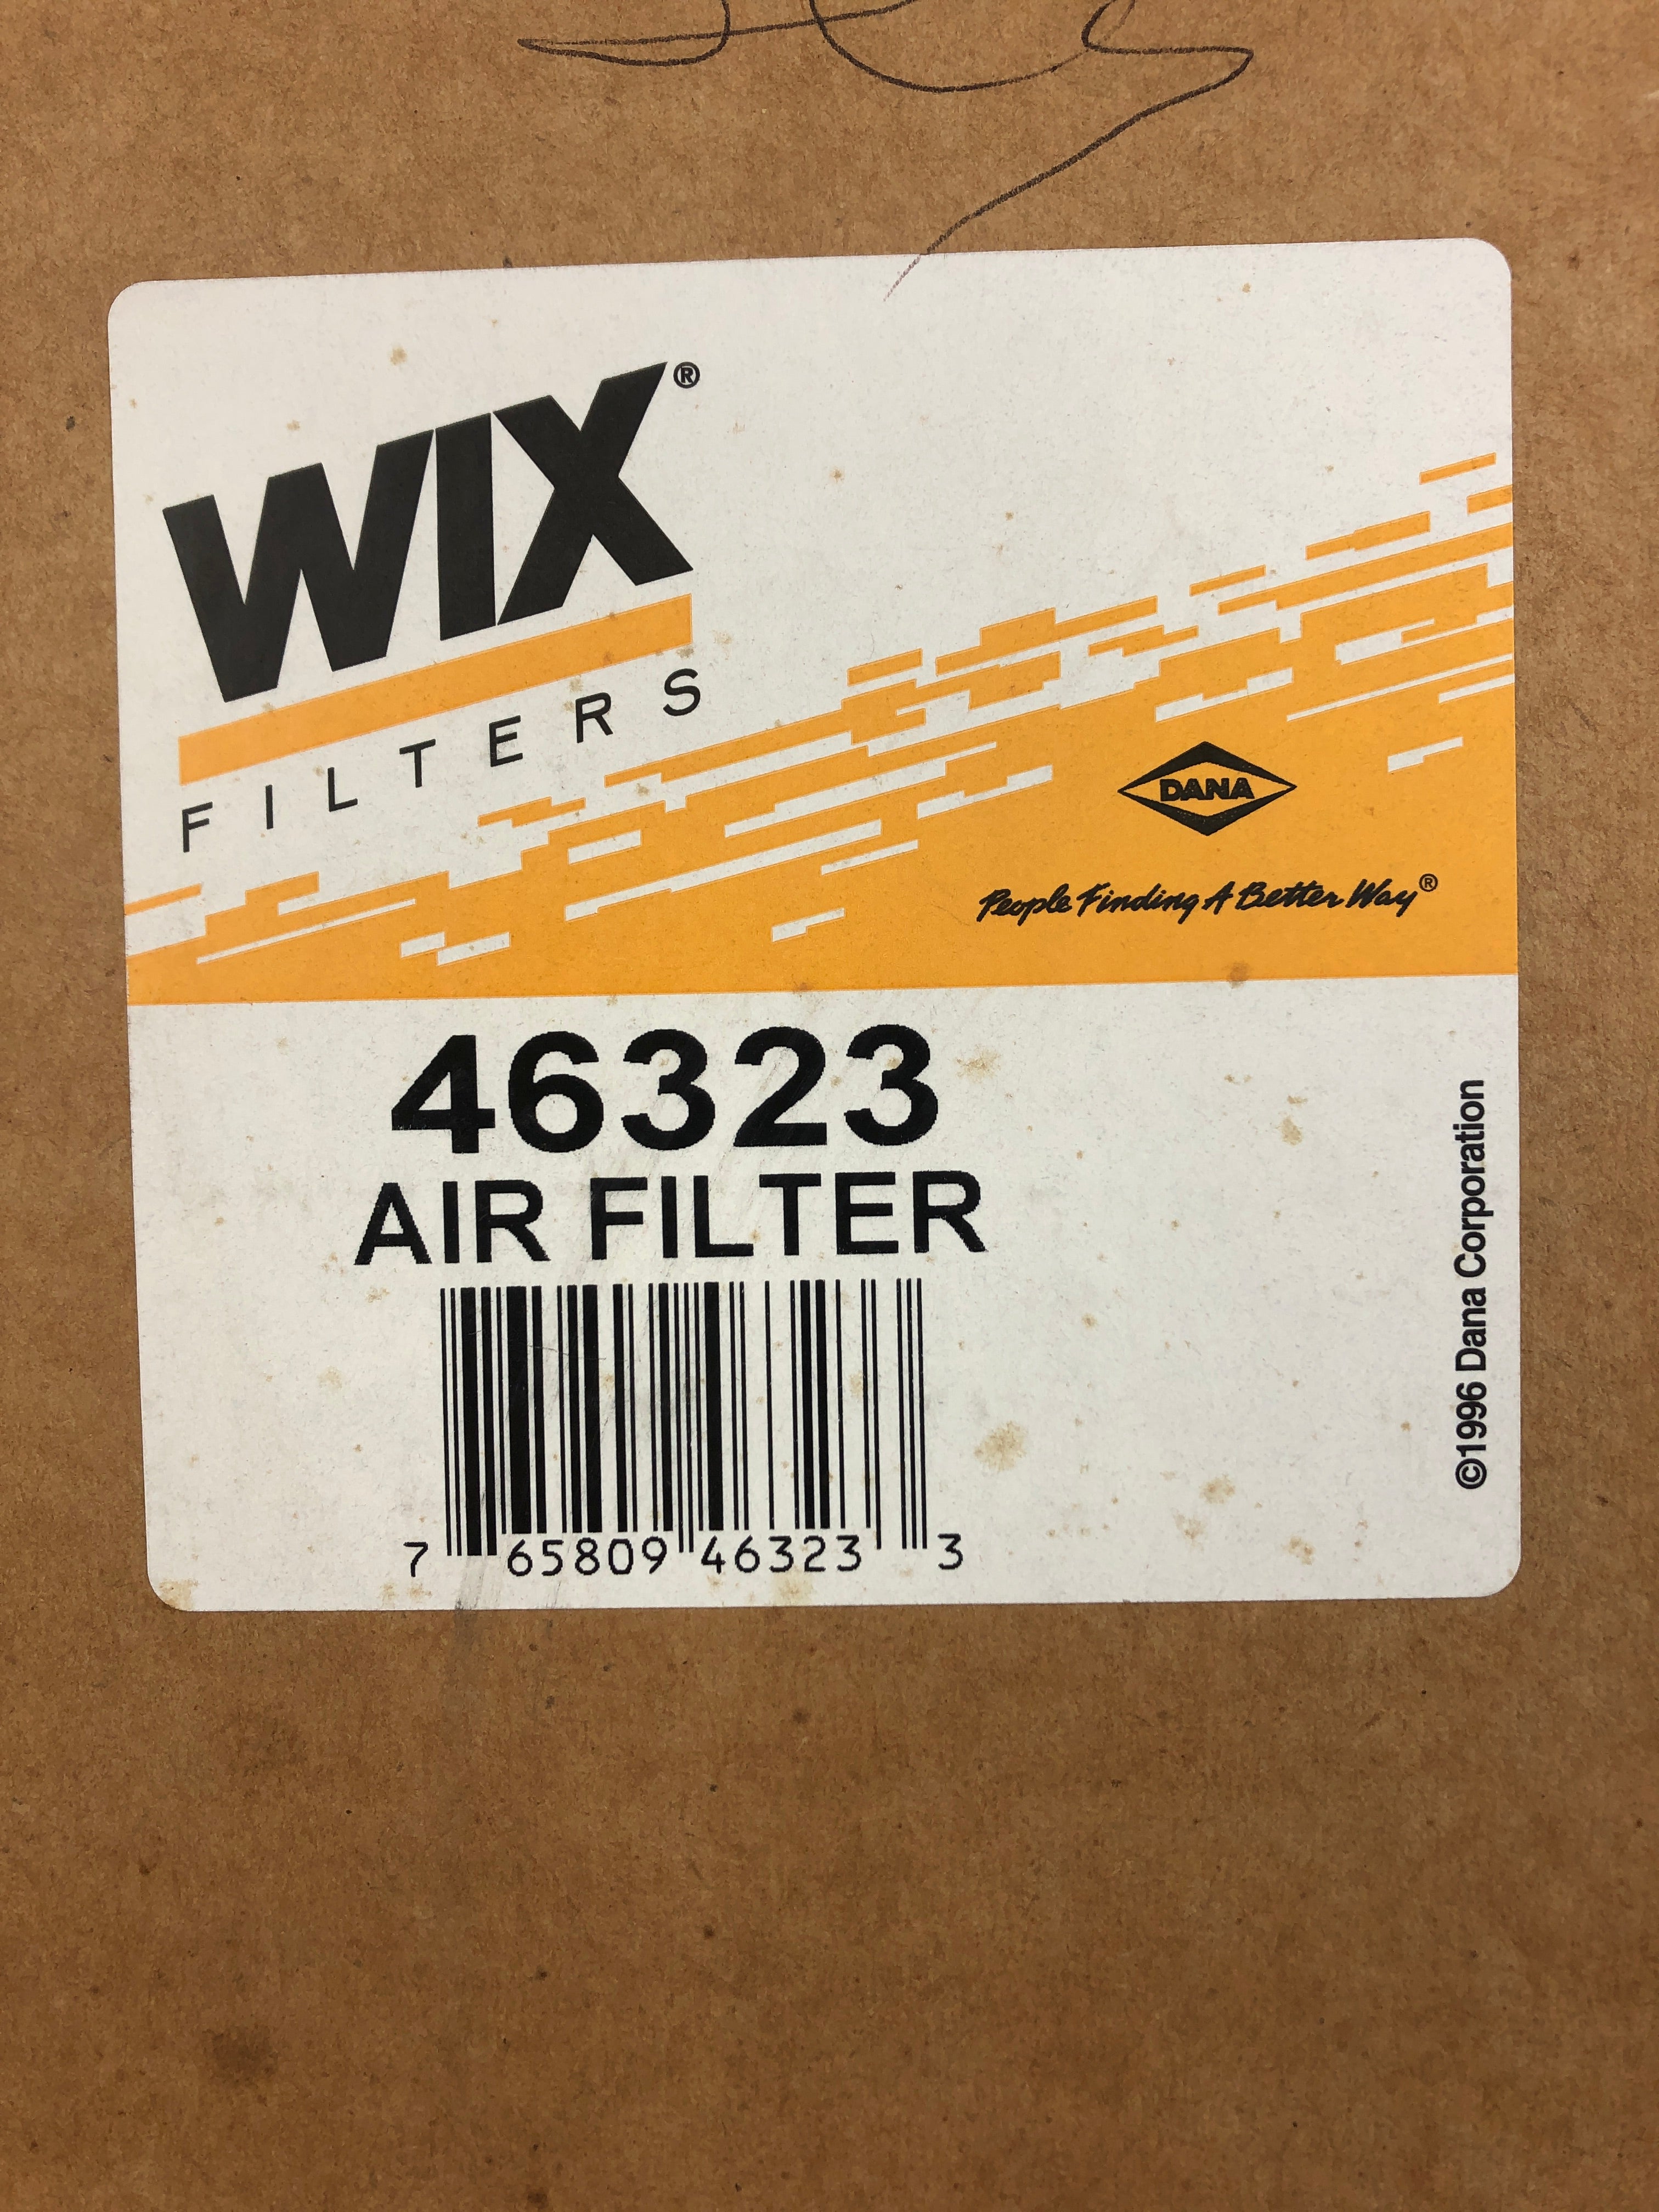 WIX®
FILTERS
DANA
People Finding A Better Way®
46323
AIR FILTER
7 65809 46323 3
©1996 Dana Corporation